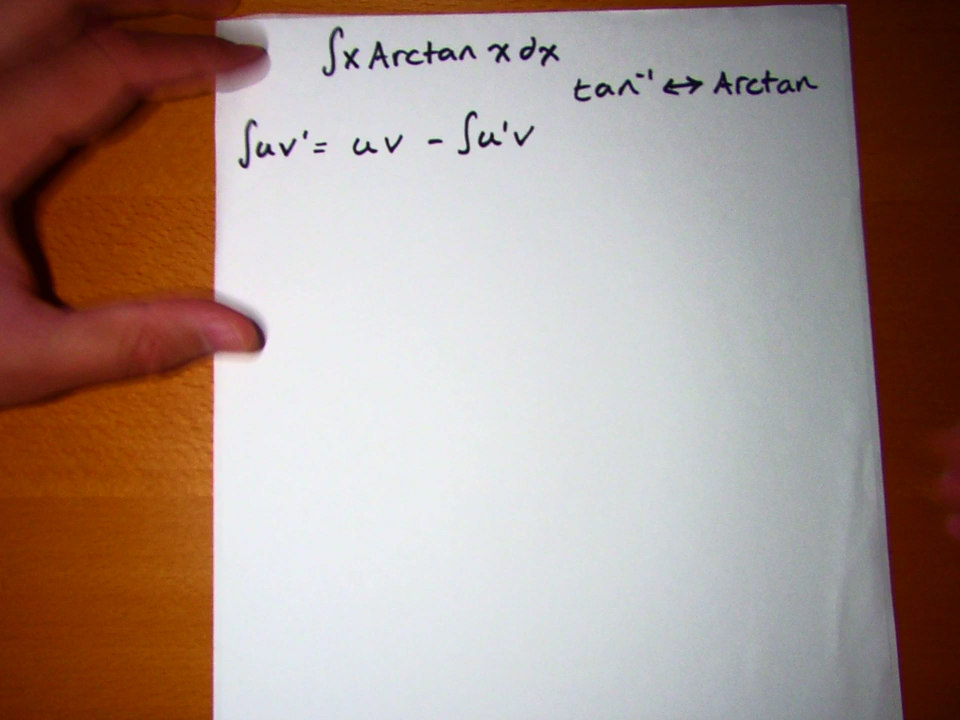 ∫x Arctan x dx
tan⁻¹ ↔ Arctan
∫uv' = uv - ∫u'v